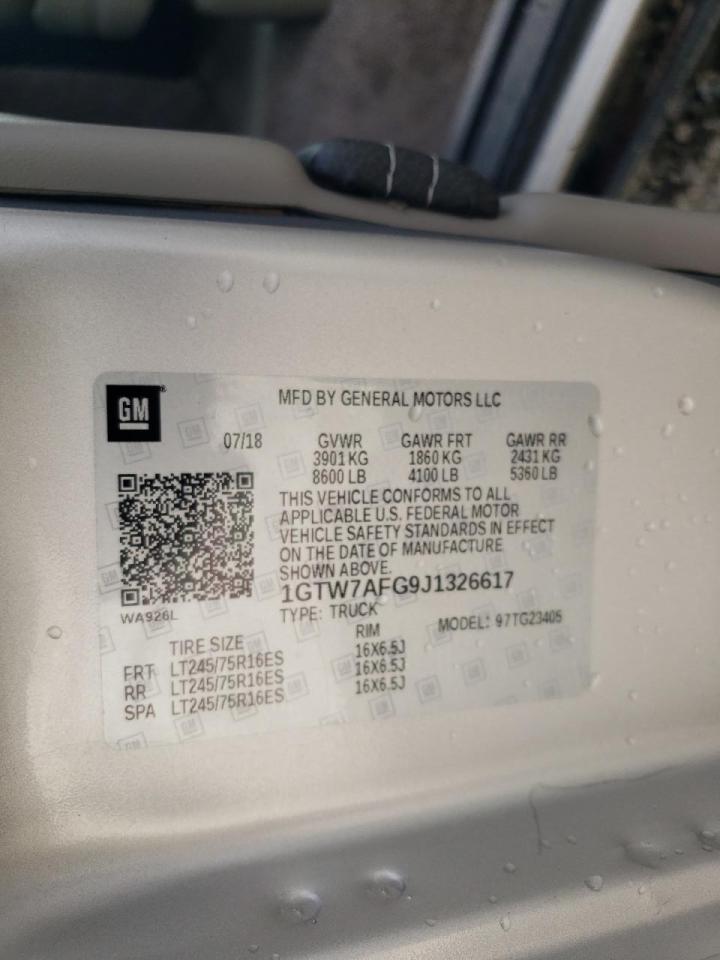 GM
MFD BY GENERAL MOTORS LLC
07/18 GVWR GAWR FRT GAWR RR
3901 KG 1860 KG 2431 KG
8600 LB 4100 LB 5360 LB
THIS VEHICLE CONFORMS TO ALL
APPLICABLE U.S. FEDERAL MOTOR
VEHICLE SAFETY STANDARDS IN EFFECT
ON THE DATE OF MANUFACTURE
SHOWN ABOVE.
1GTW7AFG9J1326617
WA926L
TYPE: TRUCK MODEL: 97TG23405
TIRE SIZE RIM
FRT LT245/75R16ES 16X6.5J
RR LT245/75R16ES 16X6.5J
SPA LT245/75R16ES 16X6.5J